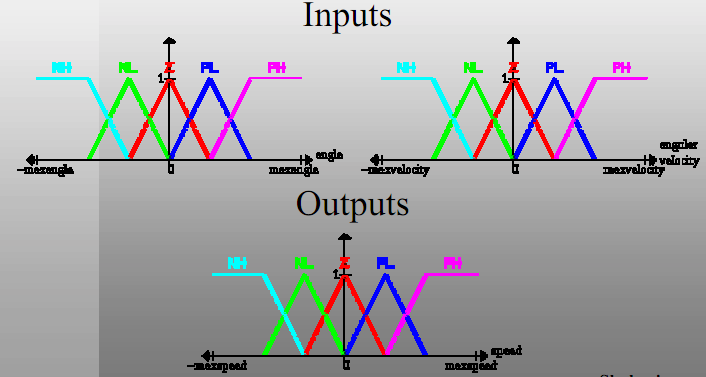 Inputs
NH NL Z PL PH
1
angle
-maxangle 0 maxangle
NH NL Z PL PH
1
angular
velocity
-maxvelocity 0 maxvelocity
Outputs
NH NL Z PL PH
1
speed
-maxspeed 0 maxspeed